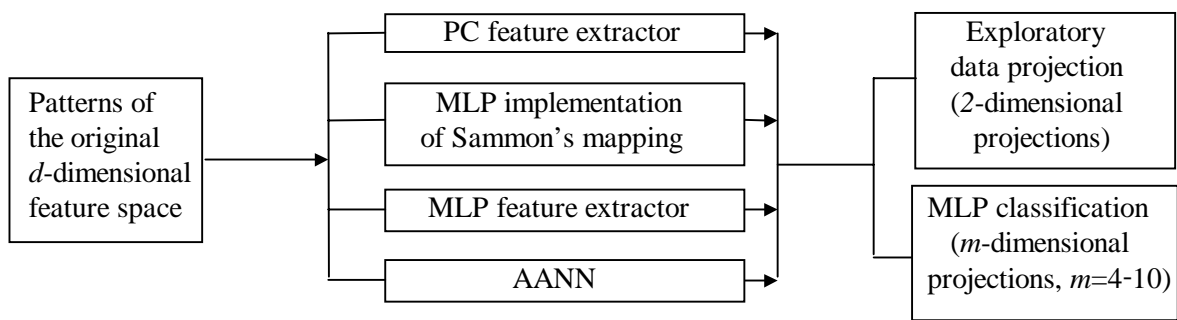 Patterns of
the original
d-dimensional
feature space
PC feature extractor
MLP implementation
of Sammon's mapping
MLP feature extractor
AANN
Exploratory
data projection
(2-dimensional
projections)
MLP classification
(m-dimensional
projections, m=4-10)